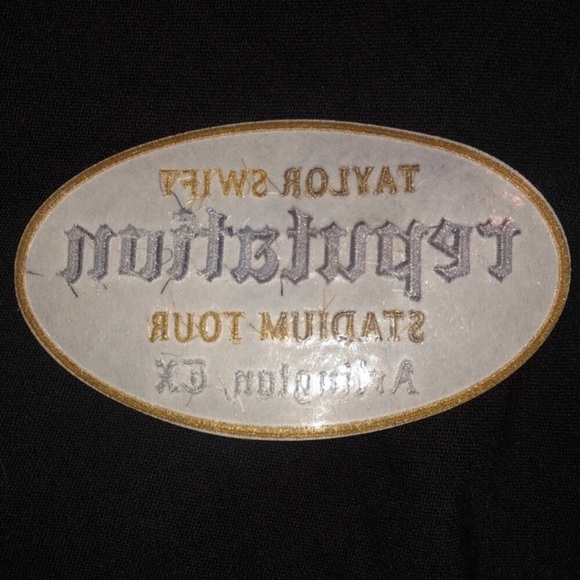 TAYLOR SWIFT
reputation
STADIUM TOUR
Arlington, TX